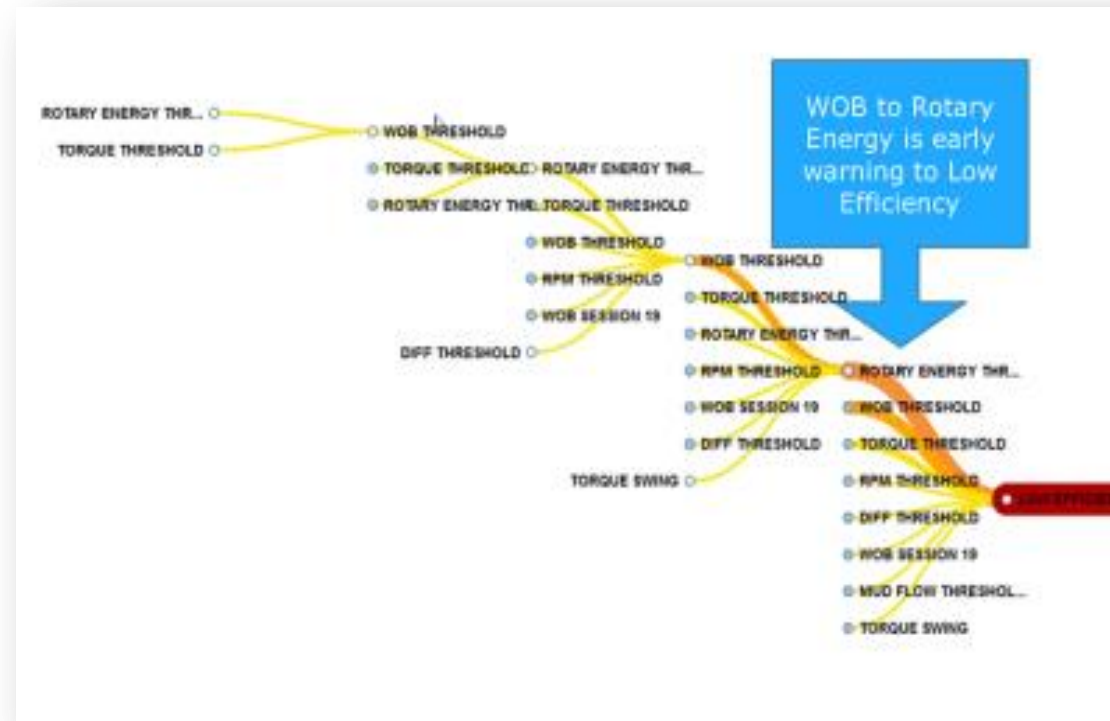 WOB to Rotary
Energy is early
warning to Low
Efficiency
ROTARY ENERGY THR...
TORQUE THRESHOLD
WOB THRESHOLD
TORQUE THRESHOLD
ROTARY ENERGY THR...
ROTARY ENERGY THR...
TORQUE THRESHOLD
WOB THRESHOLD
RPM THRESHOLD
WOB SESSION 19
DIFF THRESHOLD
WOB THRESHOLD
TORQUE THRESHOLD
ROTARY ENERGY THR...
RPM THRESHOLD
WOB SESSION 19
DIFF THRESHOLD
TORQUE SWING
ROTARY ENERGY THR...
WOB THRESHOLD
TORQUE THRESHOLD
RPM THRESHOLD
DIFF THRESHOLD
WOB SESSION 19
MUD FLOW THRESHOL...
TORQUE SWING